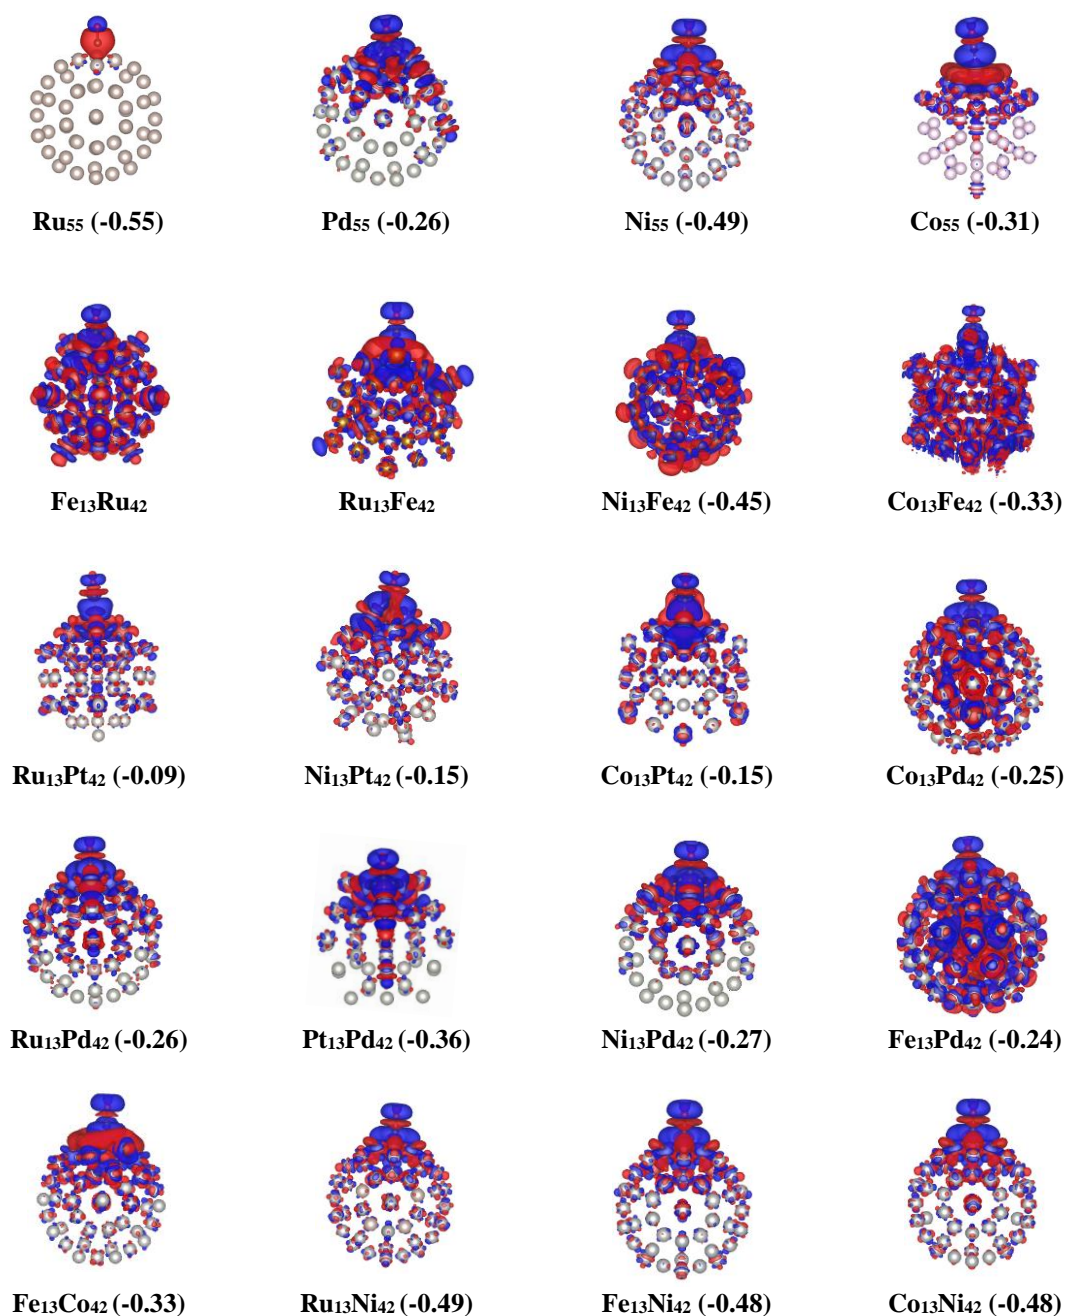 Ru₅₅ (-0.55) Pd₅₅ (-0.26) Ni₅₅ (-0.49) Co₅₅ (-0.31)
Fe₁₃Ru₄₂ Ru₁₃Fe₄₂ Ni₁₃Fe₄₂ (-0.45) Co₁₃Fe₄₂ (-0.33)
Ru₁₃Pt₄₂ (-0.09) Ni₁₃Pt₄₂ (-0.15) Co₁₃Pt₄₂ (-0.15) Co₁₃Pd₄₂ (-0.25)
Ru₁₃Pd₄₂ (-0.26) Pt₁₃Pd₄₂ (-0.36) Ni₁₃Pd₄₂ (-0.27) Fe₁₃Pd₄₂ (-0.24)
Fe₁₃Co₄₂ (-0.33) Ru₁₃Ni₄₂ (-0.49) Fe₁₃Ni₄₂ (-0.48) Co₁₃Ni₄₂ (-0.48)